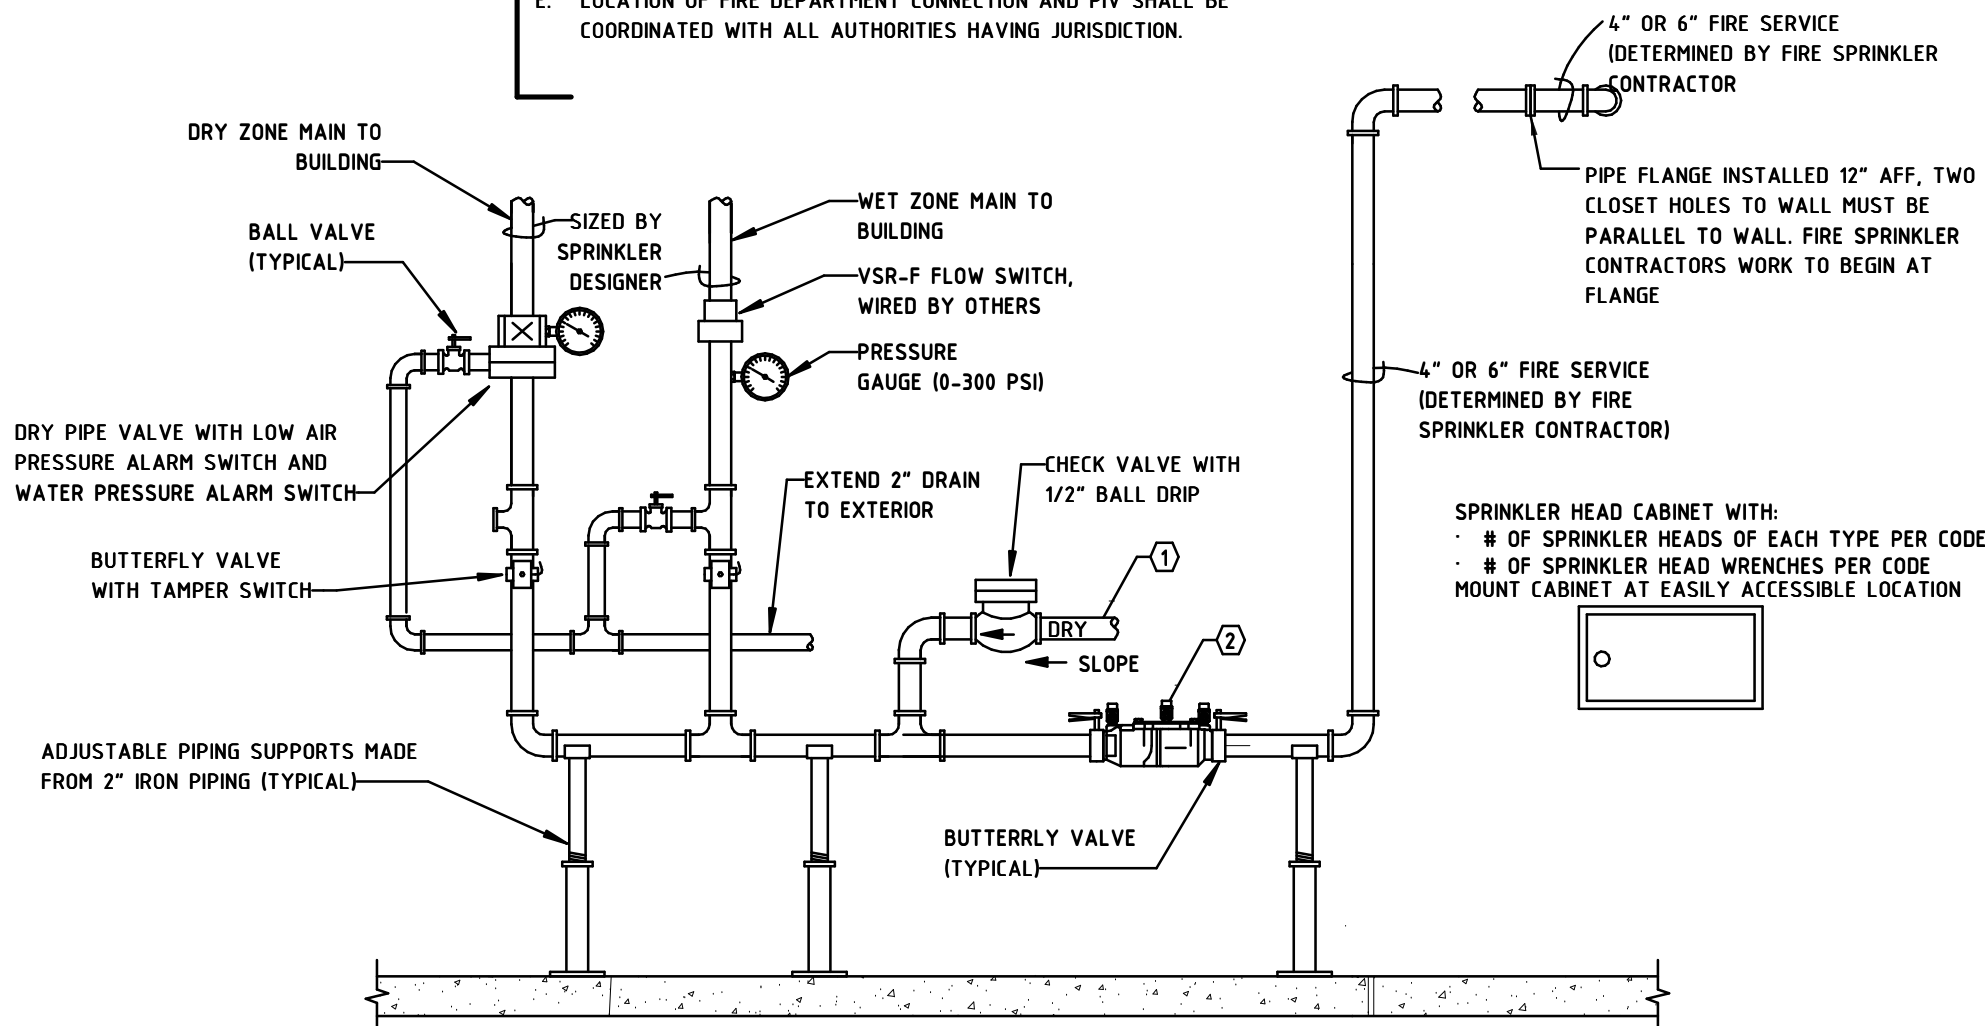 E. LOCATION OF FIRE DEPARTMENT CONNECTION AND PIV SHALL BE
COORDINATED WITH ALL AUTHORITIES HAVING JURISDICTION.
4" OR 6" FIRE SERVICE
(DETERMINED BY FIRE SPRINKLER
CONTRACTOR
DRY ZONE MAIN TO
BUILDING
PIPE FLANGE INSTALLED 12" AFF, TWO
CLOSET HOLES TO WALL MUST BE
PARALLEL TO WALL. FIRE SPRINKLER
CONTRACTORS WORK TO BEGIN AT
FLANGE
BALL VALVE
(TYPICAL)
SIZED BY
SPRINKLER
DESIGNER
WET ZONE MAIN TO
BUILDING
VSR-F FLOW SWITCH,
WIRED BY OTHERS
PRESSURE
GAUGE (0-300 PSI)
4" OR 6" FIRE SERVICE
(DETERMINED BY FIRE
SPRINKLER CONTRACTOR)
DRY PIPE VALVE WITH LOW AIR
PRESSURE ALARM SWITCH AND
WATER PRESSURE ALARM SWITCH
EXTEND 2" DRAIN
TO EXTERIOR
CHECK VALVE WITH
1/2" BALL DRIP
SPRINKLER HEAD CABINET WITH:
· # OF SPRINKLER HEADS OF EACH TYPE PER CODE
· # OF SPRINKLER HEAD WRENCHES PER CODE
MOUNT CABINET AT EASILY ACCESSIBLE LOCATION
BUTTERFLY VALVE
WITH TAMPER SWITCH
1
DRY
SLOPE
2
ADJUSTABLE PIPING SUPPORTS MADE
FROM 2" IRON PIPING (TYPICAL)
BUTTERRLY VALVE
(TYPICAL)